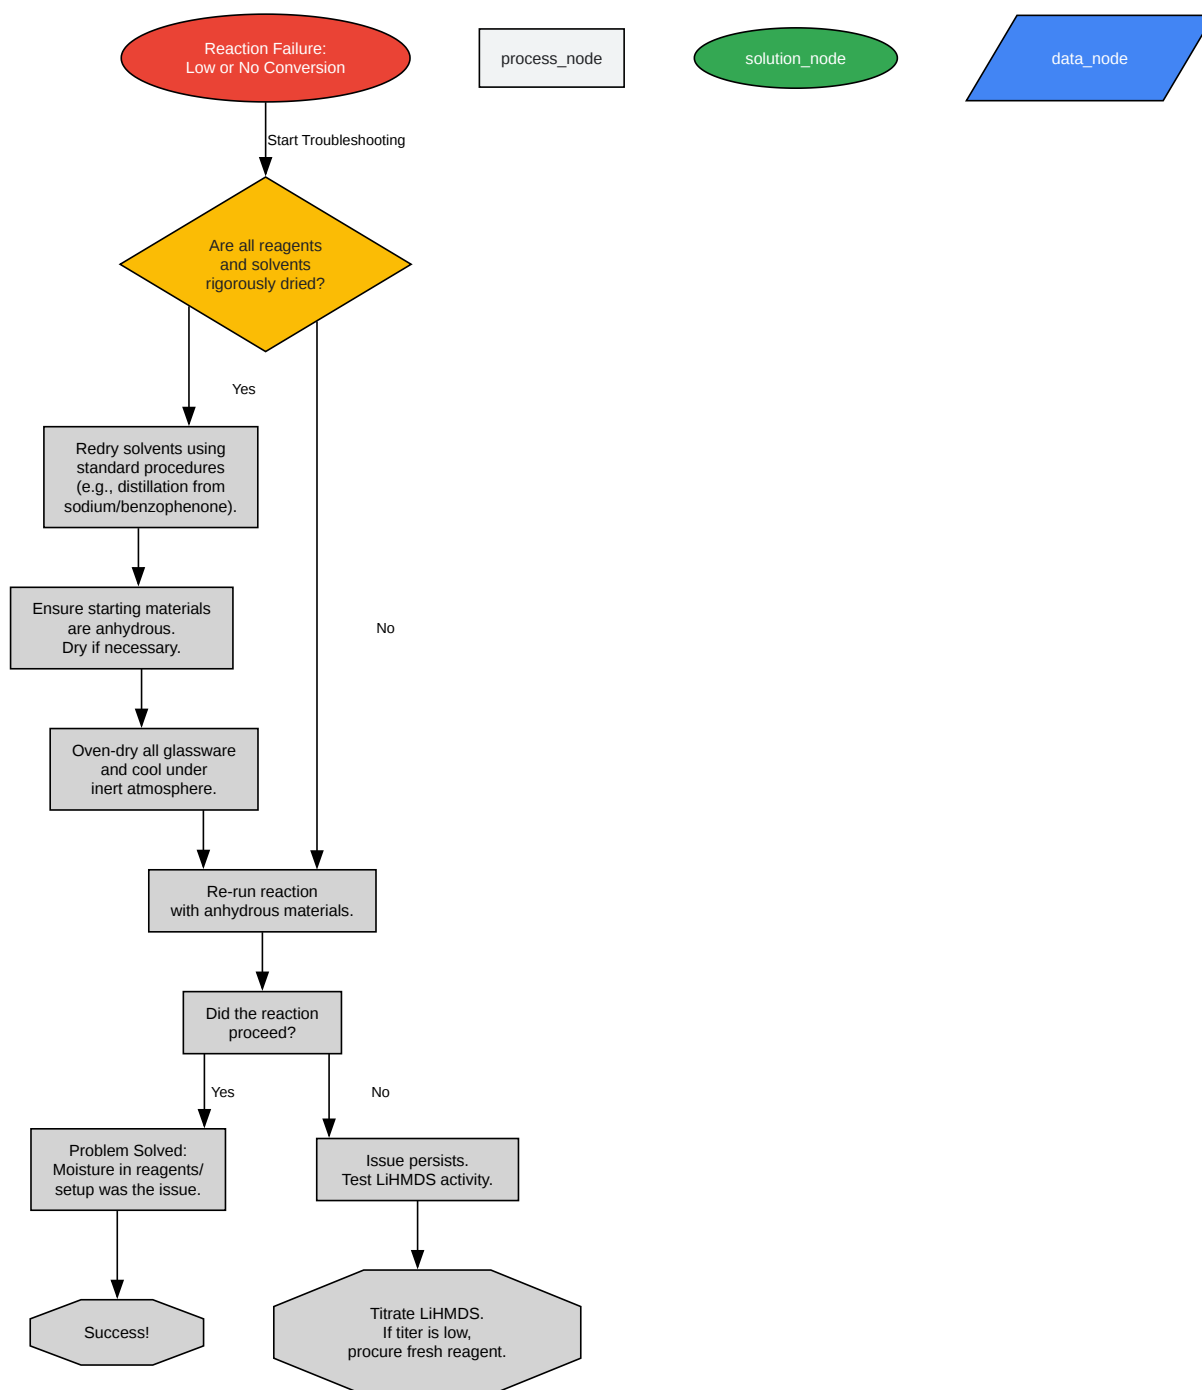 Reaction Failure:
Low or No Conversion
process_node
solution_node
data_node
Start Troubleshooting
Are all reagents
and solvents
rigorously dried?
Yes
Redry solvents using
standard procedures
(e.g., distillation from
sodium/benzophenone).
Ensure starting materials
are anhydrous.
Dry if necessary.
No
Oven-dry all glassware
and cool under
inert atmosphere.
Re-run reaction
with anhydrous materials.
Did the reaction
proceed?
Yes
No
Problem Solved:
Moisture in reagents/
setup was the issue.
Issue persists.
Test LiHMDS activity.
Success!
Titrate LiHMDS.
If titer is low,
procure fresh reagent.